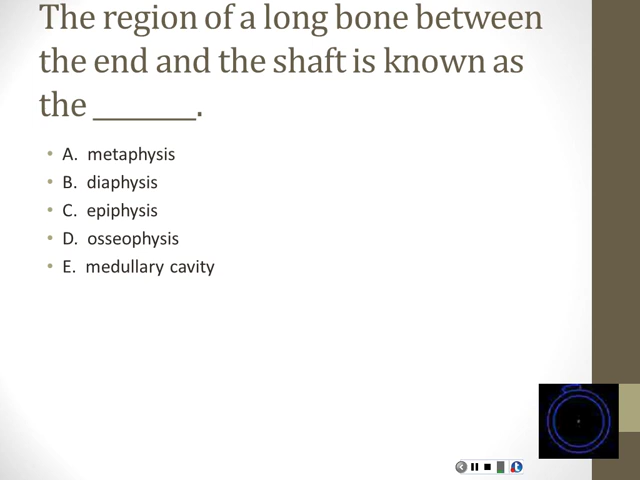 The region of a long bone between
the end and the shaft is known as
the ________.
• A. metaphysis
• B. diaphysis
• C. epiphysis
• D. osseophysis
• E. medullary cavity